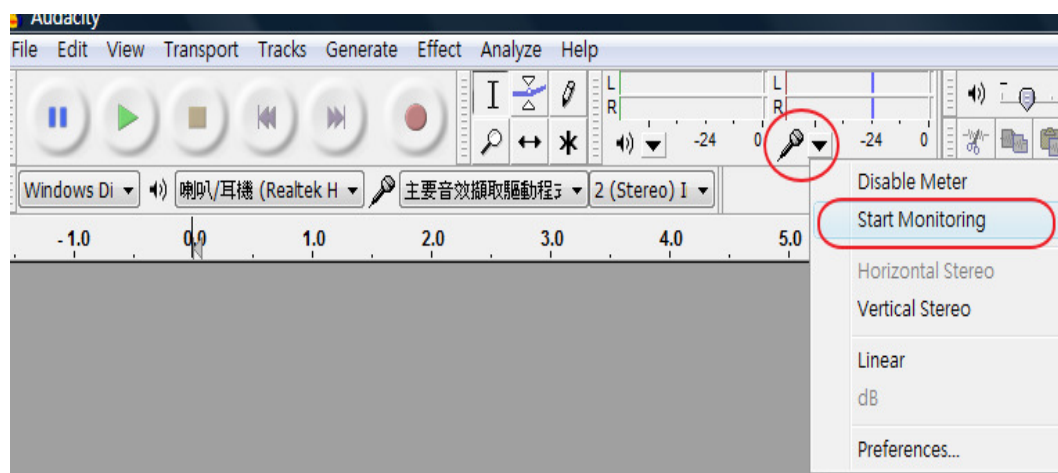 Audacity
File Edit View Transport Tracks Generate Effect Analyze Help
L L
R R
-24 0 -24 0
Windows Di 喇叭/耳機 (Realtek H 主要音效擷取驅動程 2 (Stereo) I
- 1.0 0.0 1.0 2.0 3.0 4.0 5.0
Disable Meter
Start Monitoring
Horizontal Stereo
Vertical Stereo
Linear
dB
Preferences...